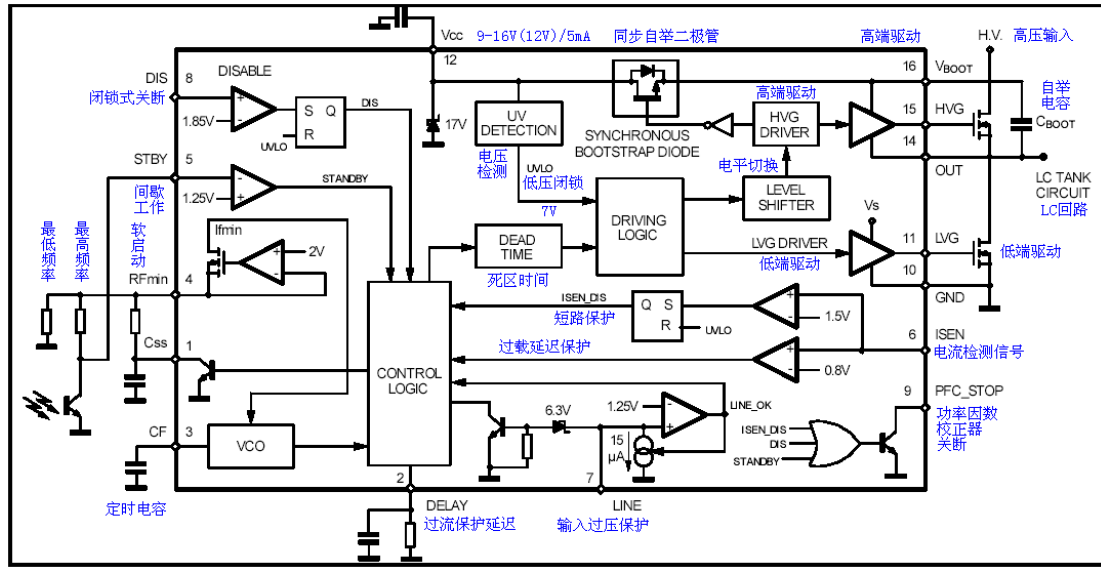 Vcc 9-16V(12V)/5mA 同步自举二极管 高端驱动 H.V. 高压输入
12
DIS 8 DISABLE
闭锁式关断
1.85V
S Q
R
DIS
UVLO
17V
UV
DETECTION
电压
检测
UVLO
低压闭锁
7V
SYNCHRONOUS
BOOTSTRAP DIODE
高端驱动
HVG
DRIVER
电平切换
LEVEL
SHIFTER
16 VBOOT
自举
电容
CBOOT
15 HVG
14
OUT
LC TANK
CIRCUIT
LC回路
STBY 5
间歇
工作
1.25V
STANDBY
最低频率
最高频率
软启动
Ifmin
2V
4
RFmin
DEAD
TIME
死区时间
DRIVING
LOGIC
Vs
LVG DRIVER
低端驱动
11 LVG
低端驱动
10
GND
ISEN_DIS
短路保护
Q S
R
UVLO
1.5V
6 ISEN
电流检测信号
过载延迟保护
0.8V
Css 1
CONTROL
LOGIC
6.3V
1.25V
LINE_OK
15
µA
9 PFC_STOP
功率因数
校正器
关断
ISEN_DIS
DIS
STANDBY
CF 3
VCO
定时电容
2
DELAY
过流保护延迟
7
LINE
输入过压保护